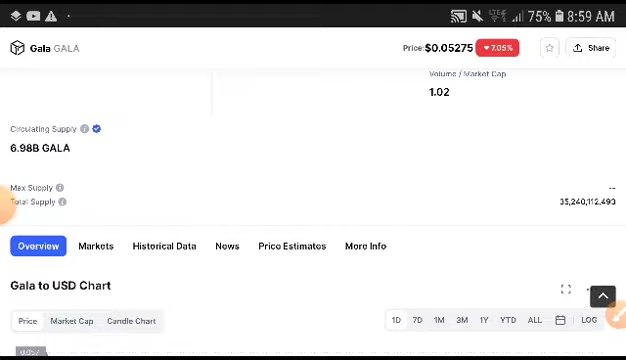 LTE 75% 8:59 AM
Gala GALA Price:$0.05275 7.05% Share
Volume / Market Cap
1.02
Circulating Supply
6.98B GALA
Max Supply --
Total Supply 35,240,112,493
Overview Markets Historical Data News Price Estimates More Info
Gala to USD Chart
Price Market Cap Candle Chart 1D 7D 1M 3M 1Y YTD ALL LOG